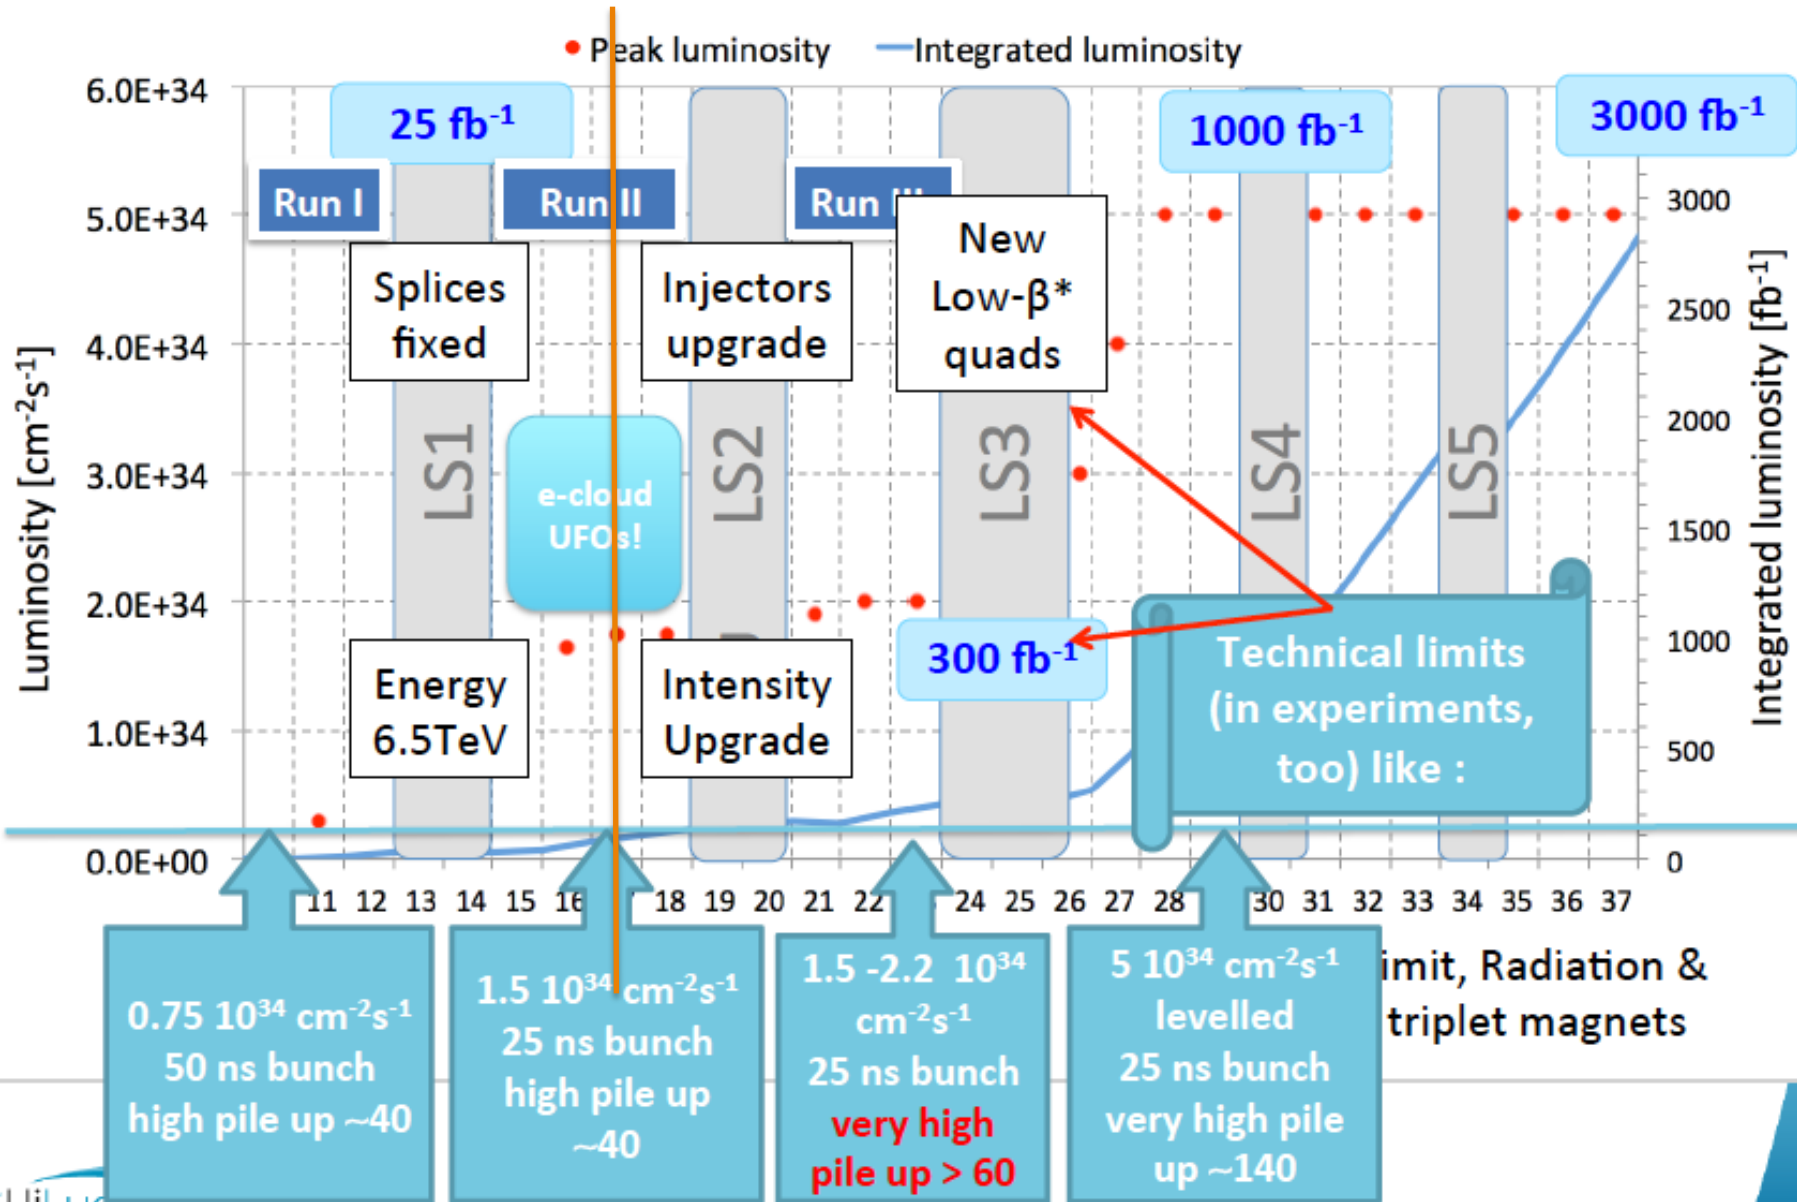 Peak luminosity
Integrated luminosity
6.0E+34
5.0E+34
4.0E+34
3.0E+34
2.0E+34
1.0E+34
0.0E+00
Luminosity [cm⁻²s⁻¹]
25 fb⁻¹
1000 fb⁻¹
3000 fb⁻¹
Run I
Run II
Run III
Splices
fixed
Injectors
upgrade
New
Low-β*
quads
LS1
LS2
LS3
LS4
LS5
e-cloud
UFOs!
300 fb⁻¹
Energy
6.5TeV
Intensity
Upgrade
Technical limits
(in experiments,
too) like :
3000
2500
2000
1500
1000
500
0
Integrated luminosity [fb⁻¹]
11 12 13 14 15 16 18 19 20 21 22 24 25 26 27 28 30 31 32 33 34 35 36 37
0.75 10³⁴ cm⁻²s⁻¹
50 ns bunch
high pile up ~40
1.5 10³⁴ cm⁻²s⁻¹
25 ns bunch
high pile up
~40
1.5 -2.2 10³⁴
cm⁻²s⁻¹
25 ns bunch
very high
pile up > 60
5 10³⁴ cm⁻²s⁻¹
levelled
25 ns bunch
very high pile
up ~140
imit, Radiation &
triplet magnets